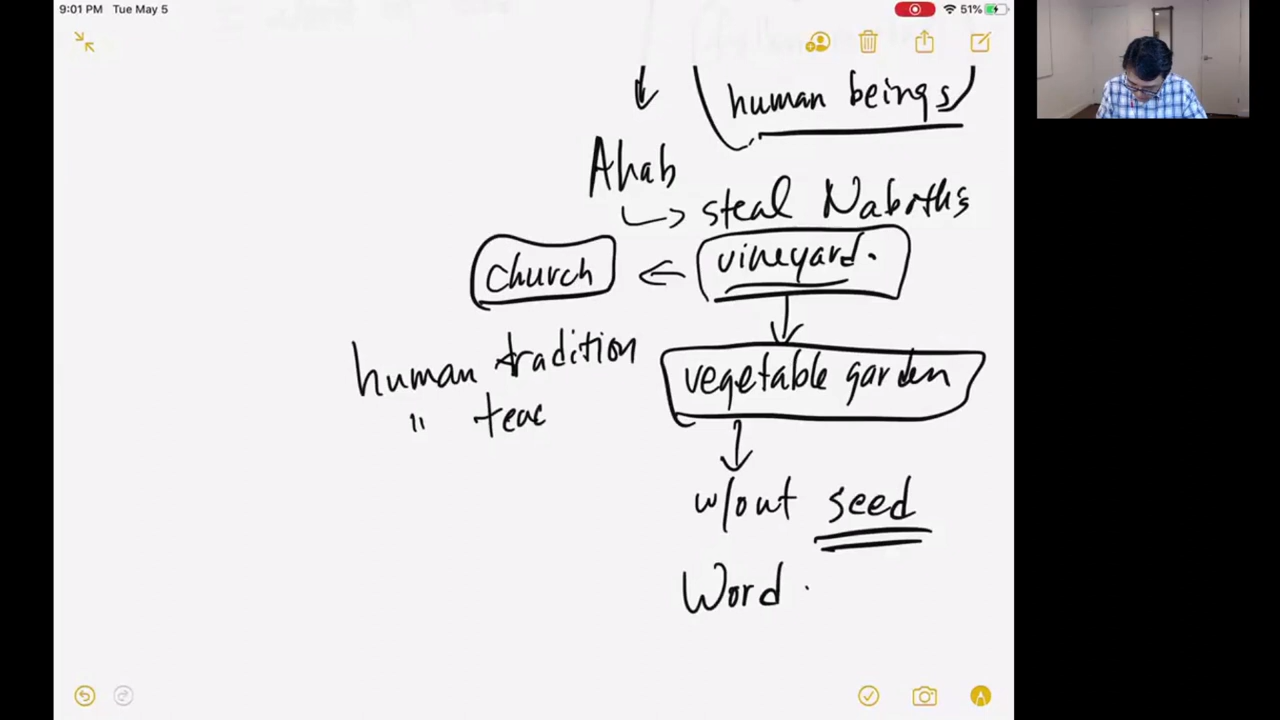 9:01 PM Tue May 5
51%
human beings
Ahab
steal Naboths
church
vineyard.
human tradition
vegetable garden
" teac
w/out seed
Word